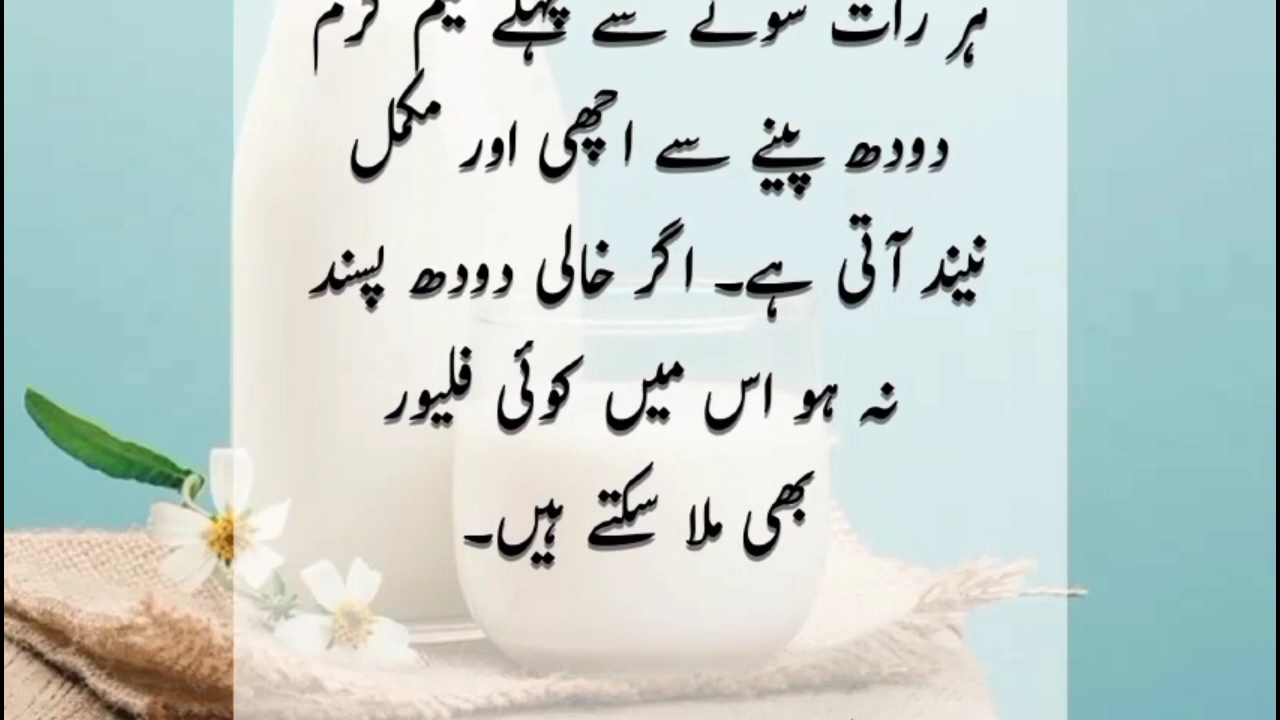 ہر رات سونے سے پہلے نیم گرم
دودھ پینے سے اچھی اور مکمل
نیند آتی ہے۔ اگر خالی دودھ پسند
نہ ہو اس میں کوئی فلیور
بھی ملا سکتے ہیں۔